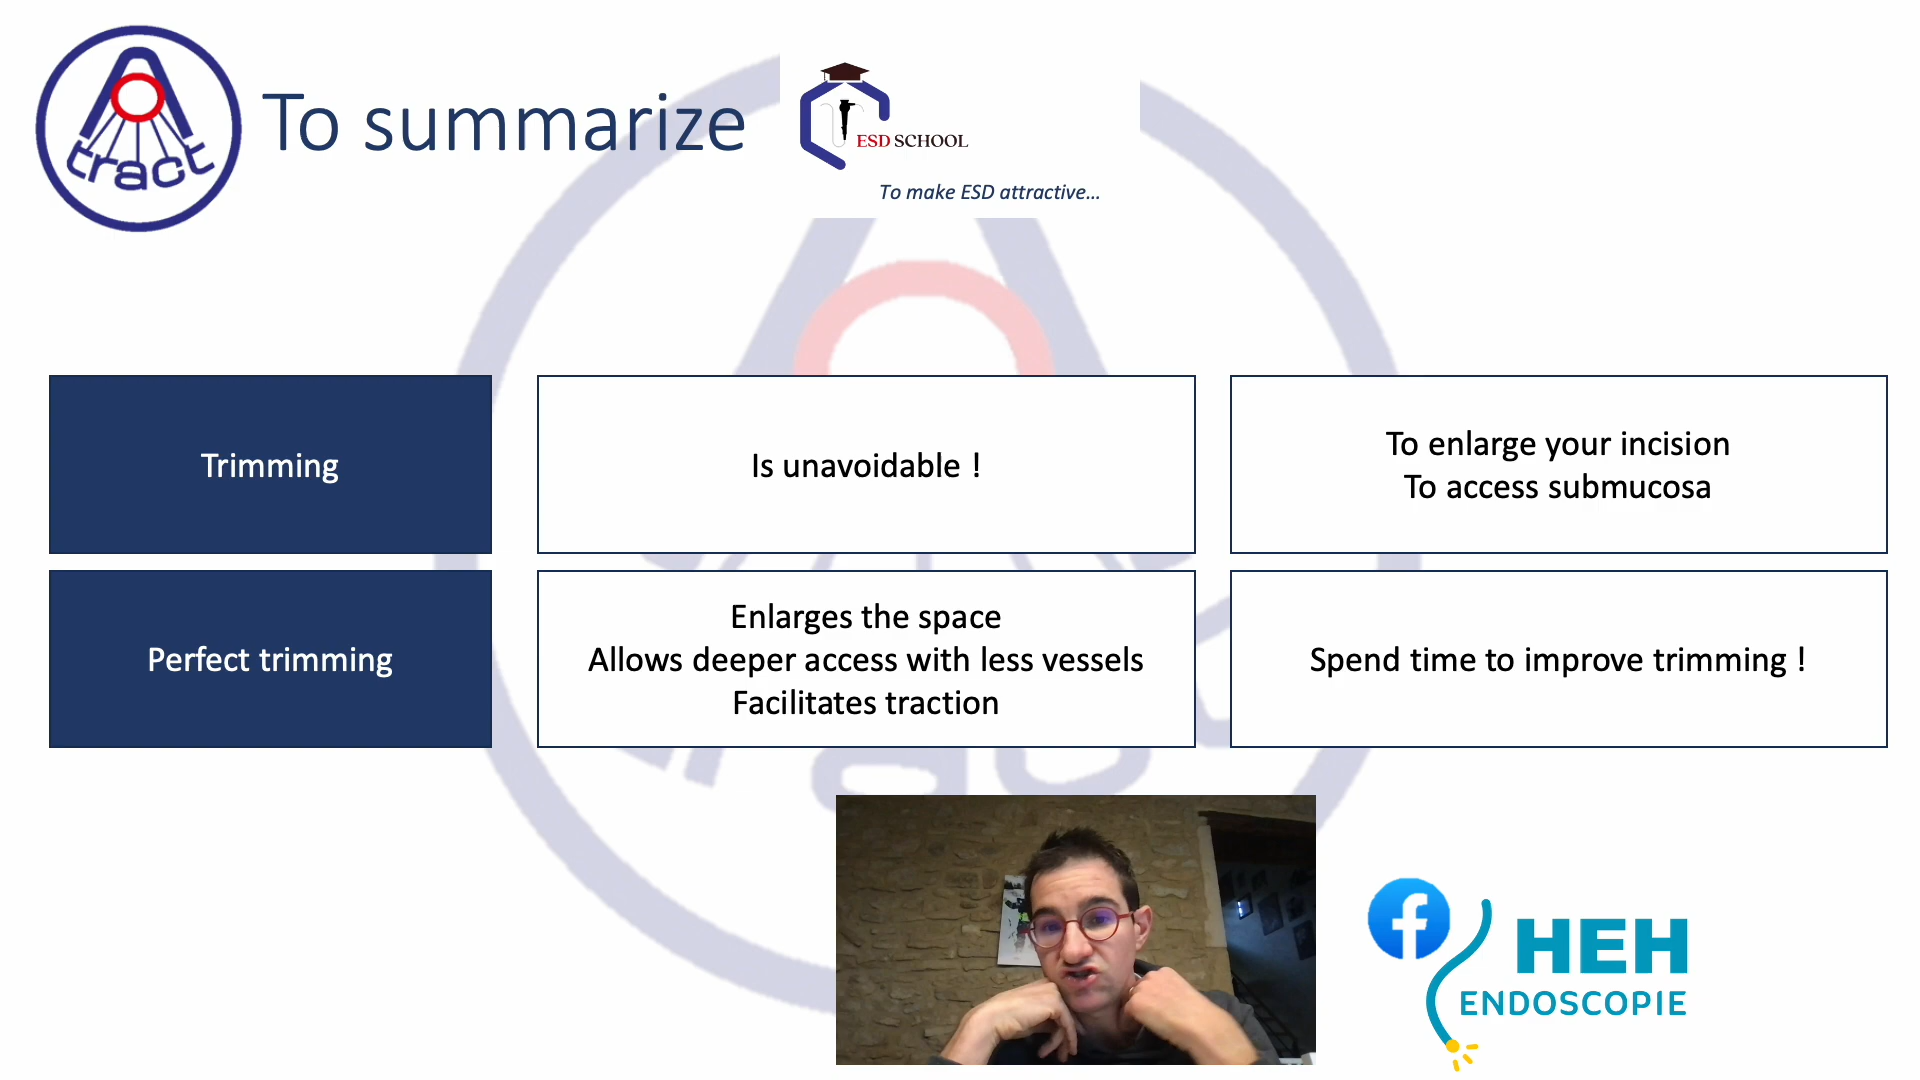 tract
To summarize
ESD SCHOOL
To make ESD attractive...
Trimming
Is unavoidable !
To enlarge your incision
To access submucosa
Perfect trimming
Enlarges the space
Allows deeper access with less vessels
Facilitates traction
Spend time to improve trimming !
f
HEH
ENDOSCOPIE